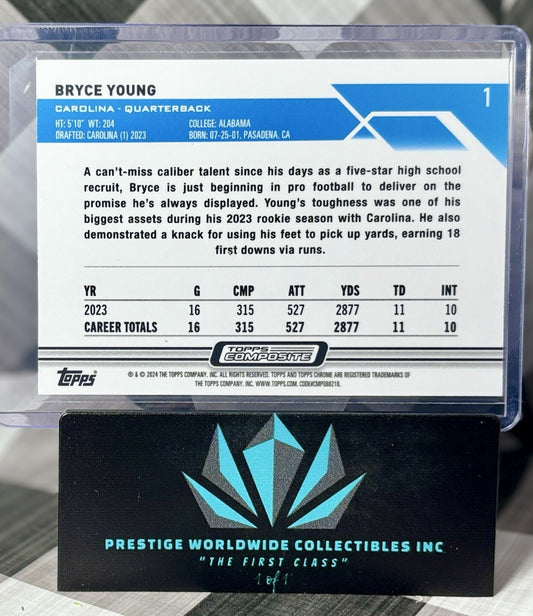 BRYCE YOUNG
1
CAROLINA - QUARTERBACK
HT: 5'10" WT: 204 COLLEGE: ALABAMA
DRAFTED: CAROLINA (1) 2023 BORN: 07-25-01, PASADENA, CA
A can't-miss caliber talent since his days as a five-star high school
recruit, Bryce is just beginning in pro football to deliver on the
promise he's always displayed. Young's toughness was one of his
biggest assets during his 2023 rookie season with Carolina. He also
demonstrated a knack for using his feet to pick up yards, earning 18
first downs via runs.
YR G CMP ATT YDS TD INT
2023 16 315 527 2877 11 10
CAREER TOTALS 16 315 527 2877 11 10
TOPPS
COMPOSITE
Topps
® & © 2024 THE TOPPS COMPANY, INC. ALL RIGHTS RESERVED. TOPPS AND TOPPS CHROME ARE REGISTERED TRADEMARKS OF
THE TOPPS COMPANY, INC. WWW.TOPPS.COM. CODE#CMP088218.
PRESTIGE WORLDWIDE COLLECTIBLES INC
"THE FIRST CLASS"
1 of 1